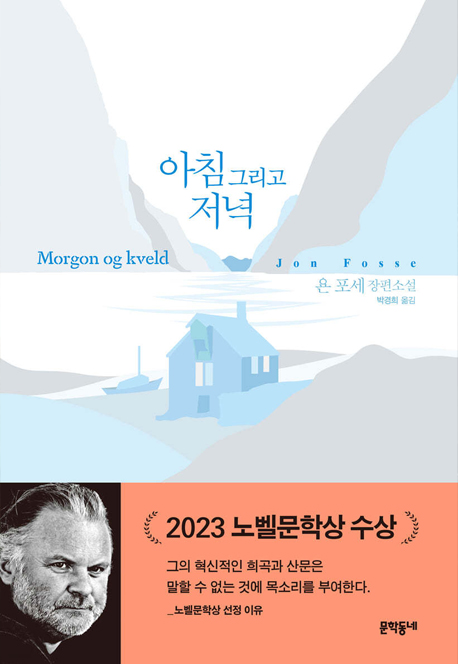 아침 그리고
저녁
Morgon og kveld
Jon Fosse
욘 포세 장편소설
박경희 옮김
2023 노벨문학상 수상
그의 혁신적인 희곡과 산문은
말할 수 없는 것에 목소리를 부여한다.
_노벨문학상 선정 이유
문학동네